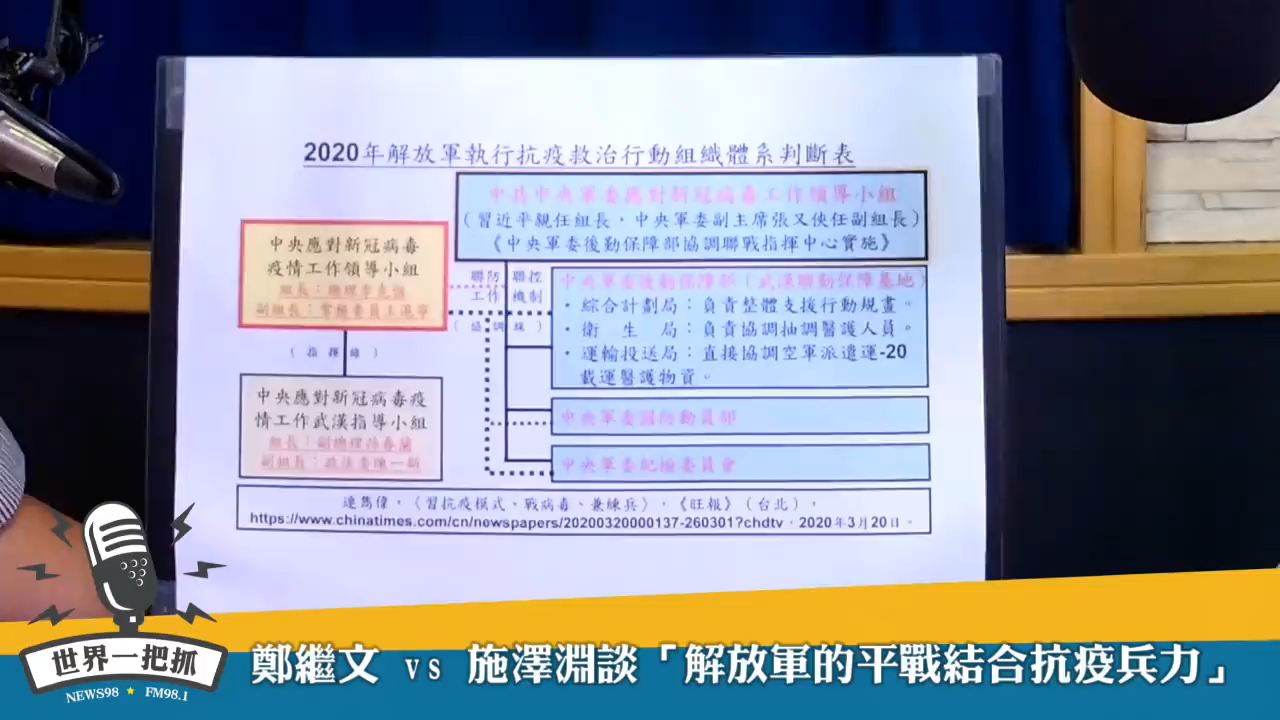 2020年解放軍執行抗疫救治行動組織體系判斷表
中共中央軍委應對新冠病毒工作領導小組
（習近平親任組長，中央軍委副主席張又俠任副組長）
《中央軍委後勤保障部協調聯戰指揮中心實施》
中央應對新冠病毒
疫情工作領導小組
組長：總理李克強
副組長：常務委員王滬寧
聯防 聯控
工作 機制
（協調線）
中央軍委後勤保障部（武漢聯勤保障基地）
・綜合計劃局：負責整體支援行動規畫。
・衛生局：負責協調抽調醫護人員。
・運輸投送局：直接協調空軍派遣運-20
載運醫護物資。
（指揮線）
中央應對新冠病毒疫
情工作武漢指導小組
組長：副總理孫春蘭
副組長：政法委陳一新
中央軍委國防動員部
中央軍委紀檢委員會
連雋偉，〈習抗疫模式、戰病毒、兼練兵〉，《旺報》（台北），
https://www.chinatimes.com/cn/newspapers/20200320000137-260301?chdtv，2020年3月20日。
世界一把抓
NEWS98 ★ FM98.1
鄭繼文 vs 施澤淵談「解放軍的平戰結合抗疫兵力」